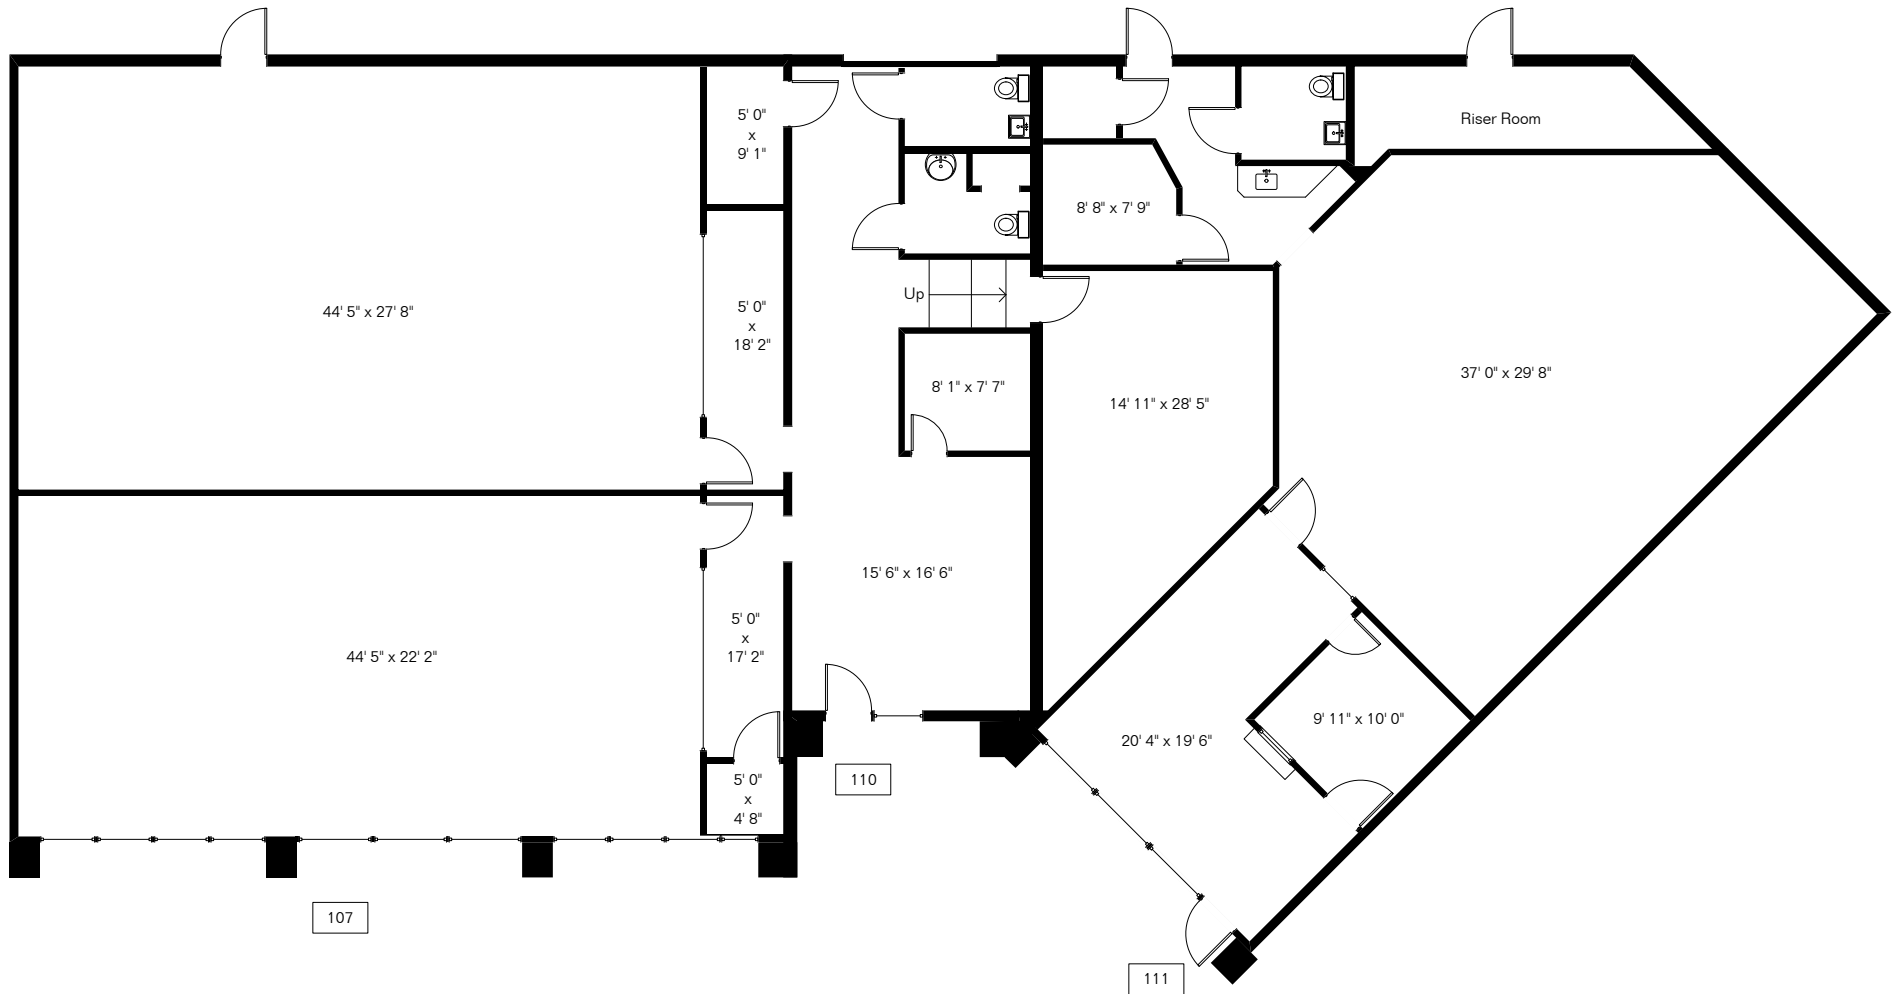 5' 0"
x
9' 1"
Riser Room
8' 8" x 7' 9"
Up
44' 5" x 27' 8"
5' 0"
x
18' 2"
8' 1" x 7' 7"
14' 11" x 28' 5"
37' 0" x 29' 8"
15' 6" x 16' 6"
44' 5" x 22' 2"
5' 0"
x
17' 2"
9' 11" x 10' 0"
20' 4" x 19' 6"
5' 0"
x
4' 8"
110
107
111